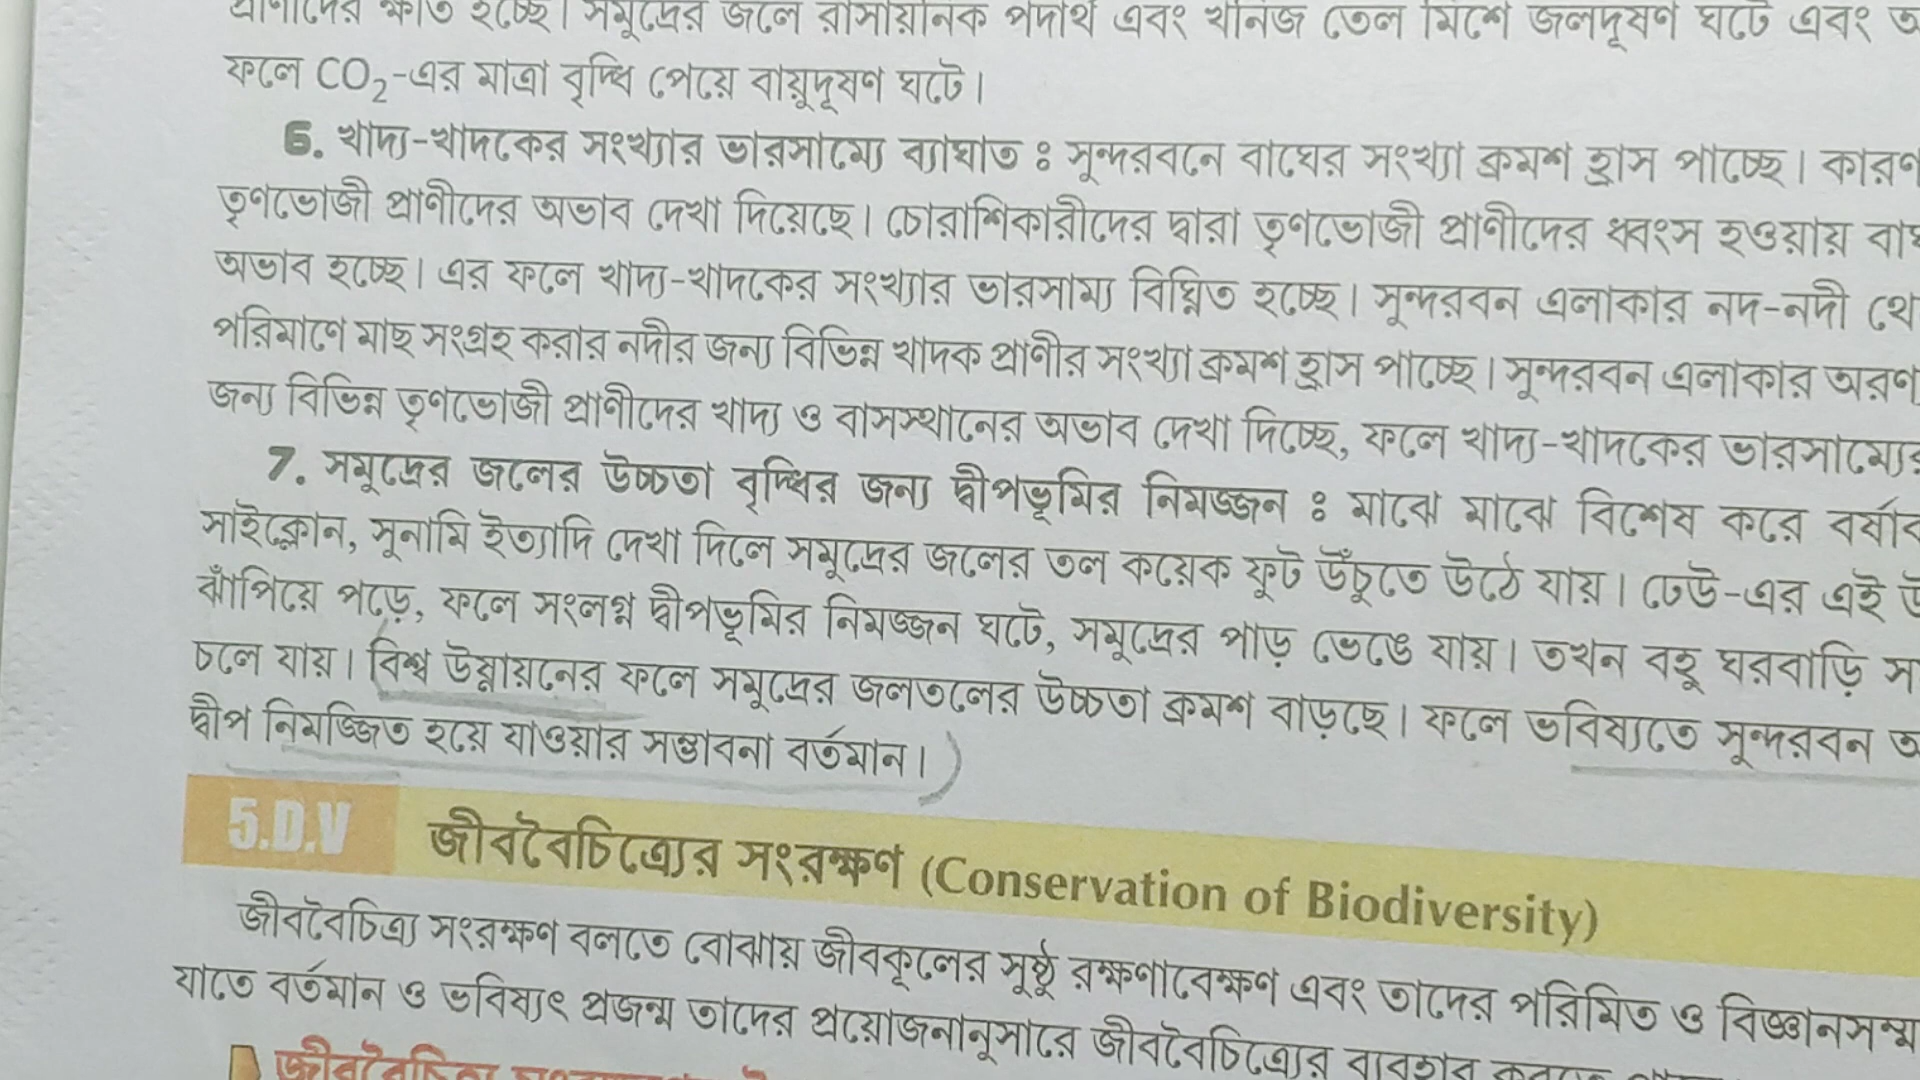 প্রাণীদের ক্ষতি হচ্ছে। সমুদ্রের জলে রাসায়নিক পদার্থ এবং খনিজ তেল মিশে জলদূষণ ঘটে এবং
ফলে CO₂-এর মাত্রা বৃদ্ধি পেয়ে বায়ুদূষণ ঘটে।
6. খাদ্য-খাদকের সংখ্যার ভারসাম্যে ব্যাঘাত ঃ সুন্দরবনে বাঘের সংখ্যা ক্রমশ হ্রাস পাচ্ছে। কারণ
তৃণভোজী প্রাণীদের অভাব দেখা দিয়েছে। চোরাশিকারীদের দ্বারা তৃণভোজী প্রাণীদের ধ্বংস হওয়ায়
অভাব হচ্ছে। এর ফলে খাদ্য-খাদকের সংখ্যার ভারসাম্য বিঘ্নিত হচ্ছে। সুন্দরবন এলাকার নদ-নদী
পরিমাণে মাছ সংগ্রহ করার নদীর জন্য বিভিন্ন খাদক প্রাণীর সংখ্যা ক্রমশ হ্রাস পাচ্ছে। সুন্দরবন এলাকার
জন্য বিভিন্ন তৃণভোজী প্রাণীদের খাদ্য ও বাসস্থানের অভাব দেখা দিচ্ছে, ফলে খাদ্য-খাদকের ভারসাম্যের
7. সমুদ্রের জলের উচ্চতা বৃদ্ধির জন্য দ্বীপভূমির নিমজ্জন ঃ মাঝে মাঝে বিশেষ করে
সাইক্লোন, সুনামি ইত্যাদি দেখা দিলে সমুদ্রের জলের তল কয়েক ফুট উঁচুতে উঠে যায়। ঢেউ-এর এই
ঝাঁপিয়ে পড়ে, ফলে সংলগ্ন দ্বীপভূমির নিমজ্জন ঘটে, সমুদ্রের পাড় ভেঙে যায়। তখন বহু ঘরবাড়ি
চলে যায়। বিশ্ব উষ্ণায়নের ফলে সমুদ্রের জলতলের উচ্চতা ক্রমশ বাড়ছে। ফলে ভবিষ্যতে সুন্দরবন
দ্বীপ নিমজ্জিত হয়ে যাওয়ার সম্ভাবনা বর্তমান।
5.D.V জীববৈচিত্র্যের সংরক্ষণ (Conservation of Biodiversity)
জীববৈচিত্র্য সংরক্ষণ বলতে বোঝায় জীবকূলের সুষ্ঠু রক্ষণাবেক্ষণ এবং তাদের পরিমিত ও
যাতে বর্তমান ও ভবিষ্যৎ প্রজন্ম তাদের প্রয়োজনানুসারে জীববৈচিত্র্যের ব্যবহার